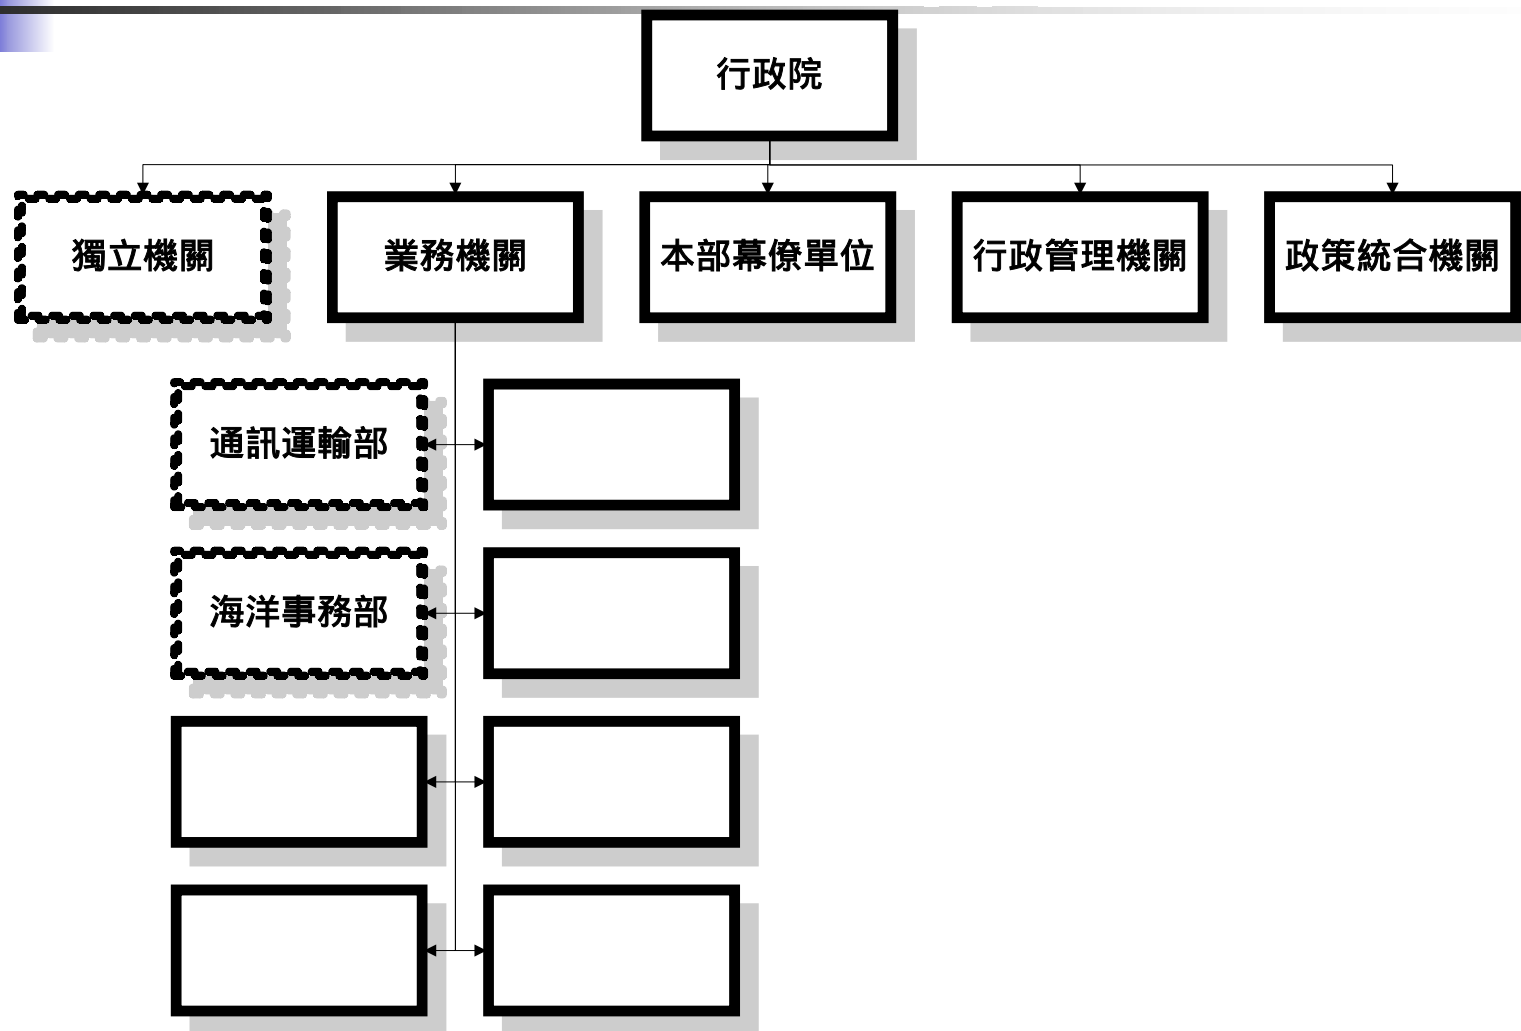 行政院
獨立機關
業務機關
本部幕僚單位
行政管理機關
政策統合機關
通訊運輸部
海洋事務部